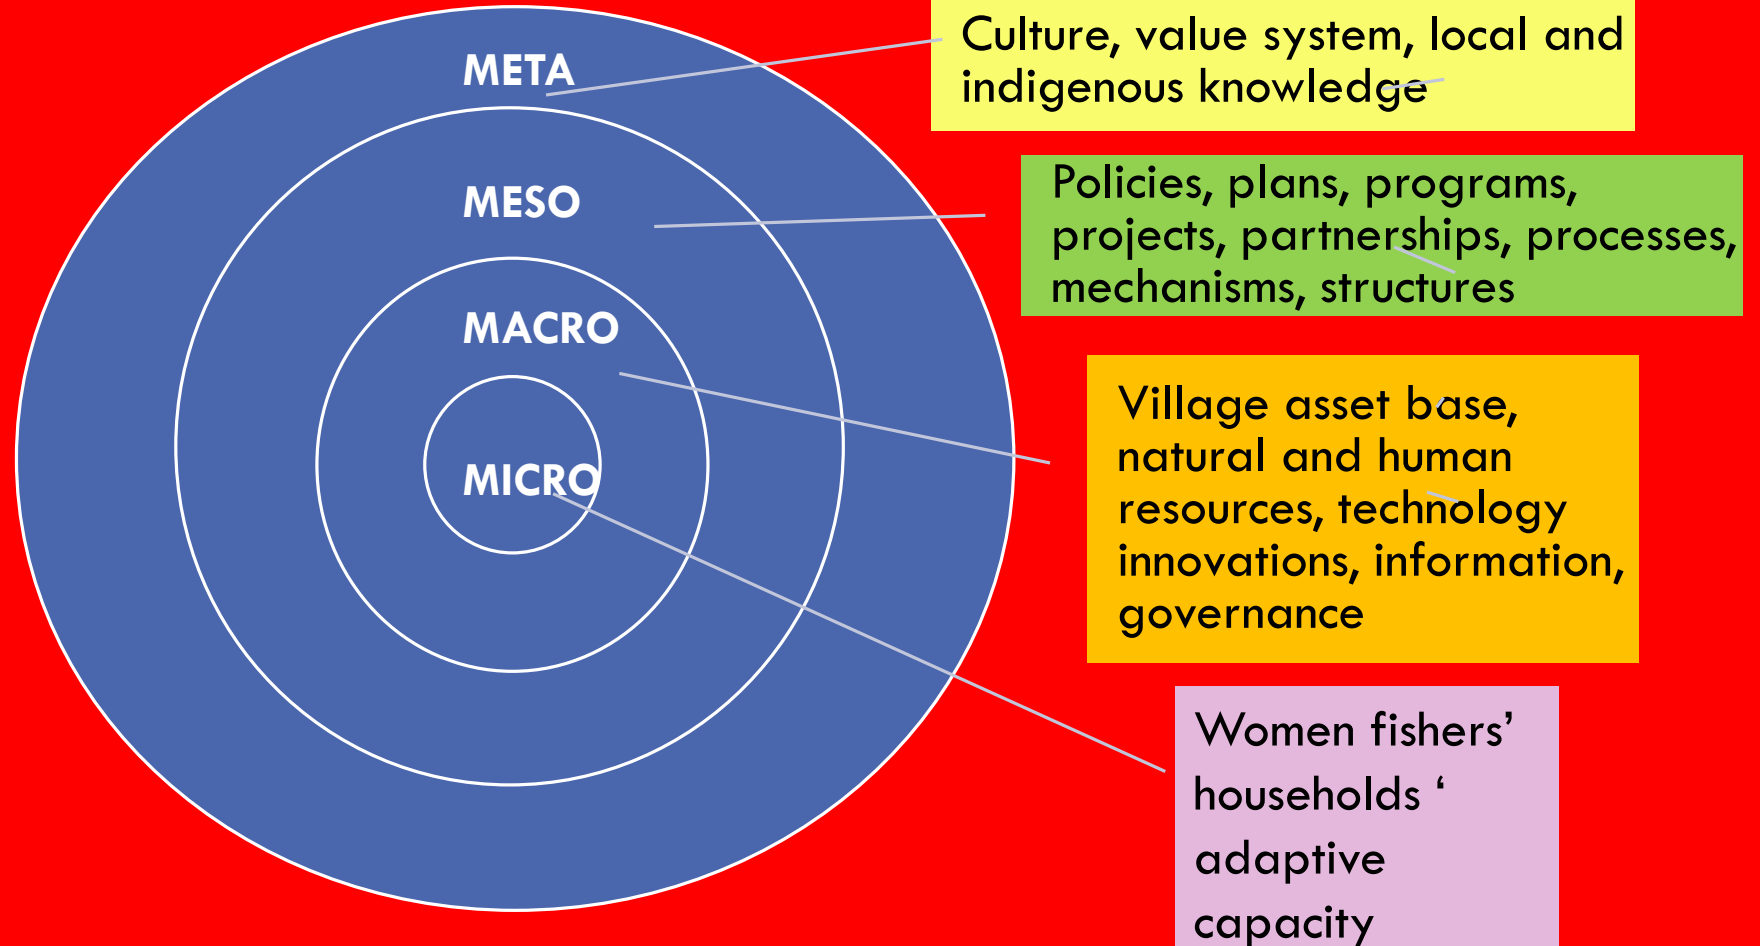 META
MESO
MACRO
MICRO
Culture, value system, local and
indigenous knowledge
Policies, plans, programs,
projects, partnerships, processes,
mechanisms, structures
Village asset base,
natural and human
resources, technology
innovations, information,
governance
Women fishers’
households ‘
adaptive
capacity